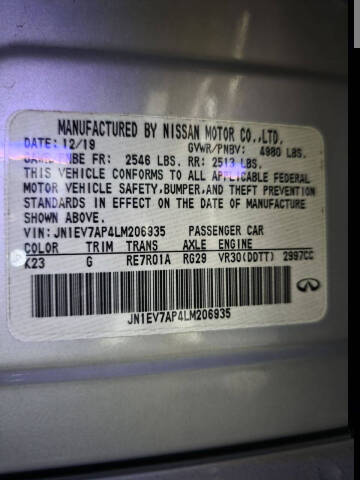 MANUFACTURED BY NISSAN MOTOR CO.,LTD.
DATE: 12/19 GVWR/PNBV: 4980 LBS.
GAWR/PNBE FR: 2546 LBS. RR: 2513 LBS.
THIS VEHICLE CONFORMS TO ALL APPLICABLE FEDERAL
MOTOR VEHICLE SAFETY, BUMPER, AND THEFT PREVENTION
STANDARDS IN EFFECT ON THE DATE OF MANUFACTURE
SHOWN ABOVE.
VIN: JN1EV7AP4LM206935 PASSENGER CAR
COLOR TRIM TRANS AXLE ENGINE
K23 G RE7R01A RG29 VR30(DDTT) 2997CC
JN1EV7AP4LM206935